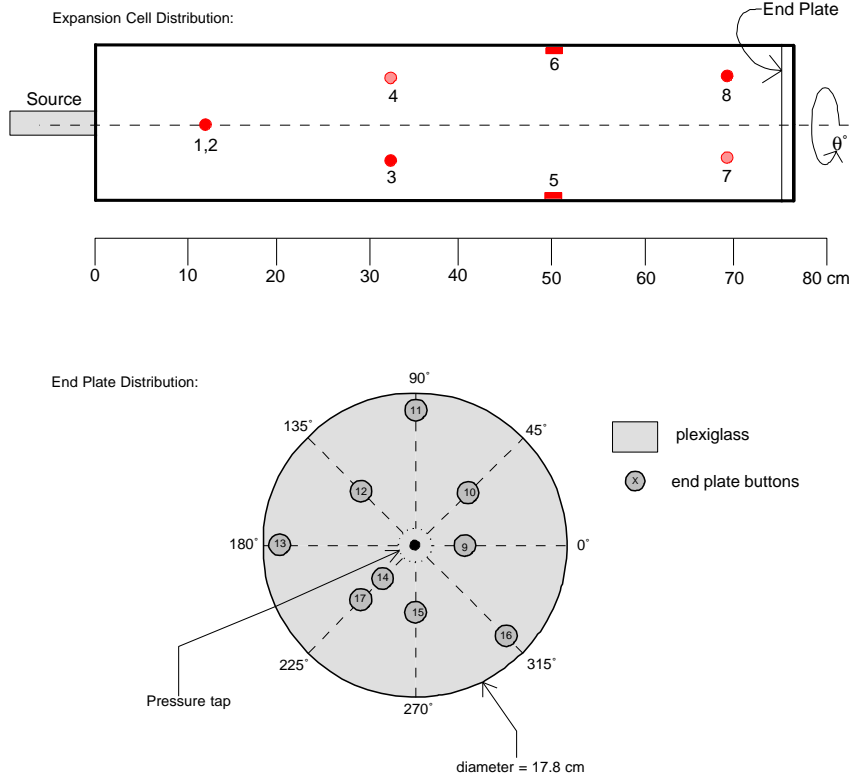 Expansion Cell Distribution:
End Plate
Source
6
4
8
1,2
3
5
7
θ°
0
10
20
30
40
50
60
70
80 cm
End Plate Distribution:
90°
135°
45°
11
plexiglass
12
10
X
end plate buttons
180°
13
9
0°
14
17
15
16
225°
315°
270°
Pressure tap
diameter = 17.8 cm